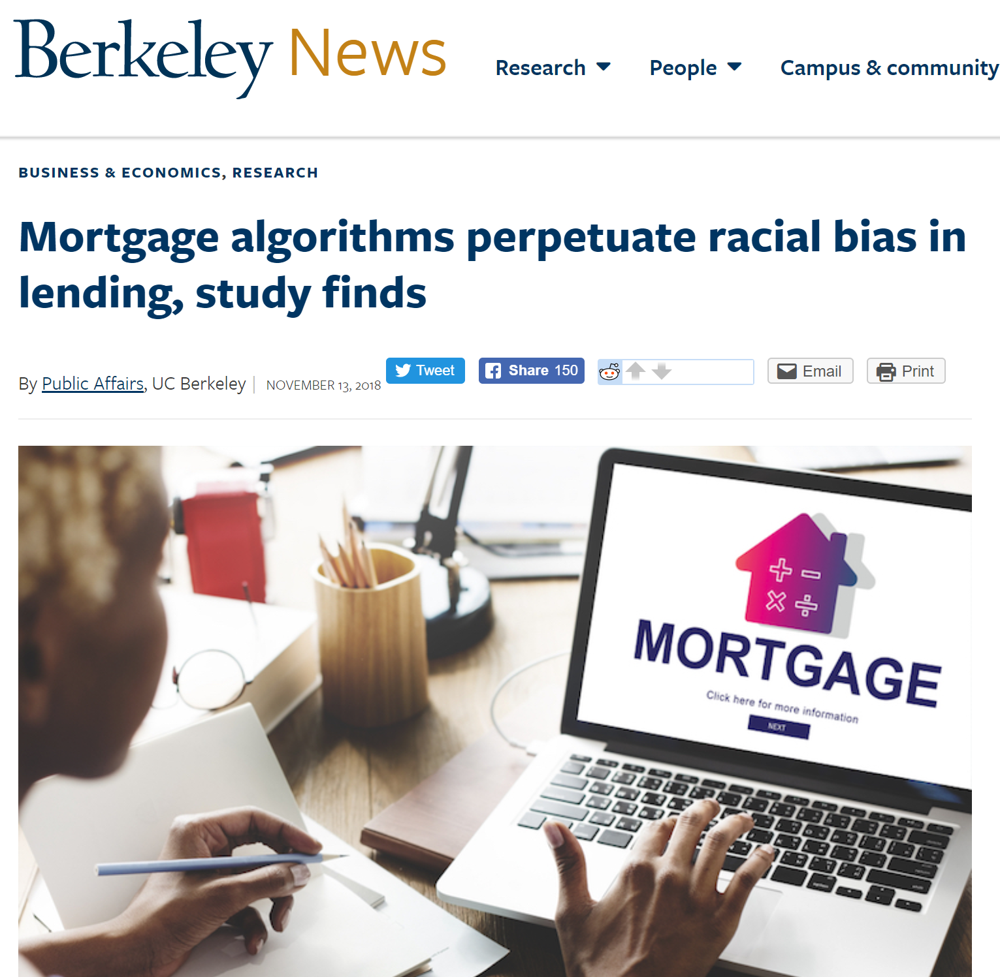 Berkeley News
Research
People
Campus & community
BUSINESS & ECONOMICS, RESEARCH
Mortgage algorithms perpetuate racial bias in
lending, study finds
By Public Affairs, UC Berkeley | NOVEMBER 13, 2018
Tweet
Share 150
Email
Print
MORTGAGE
Click here for more information
NEXT